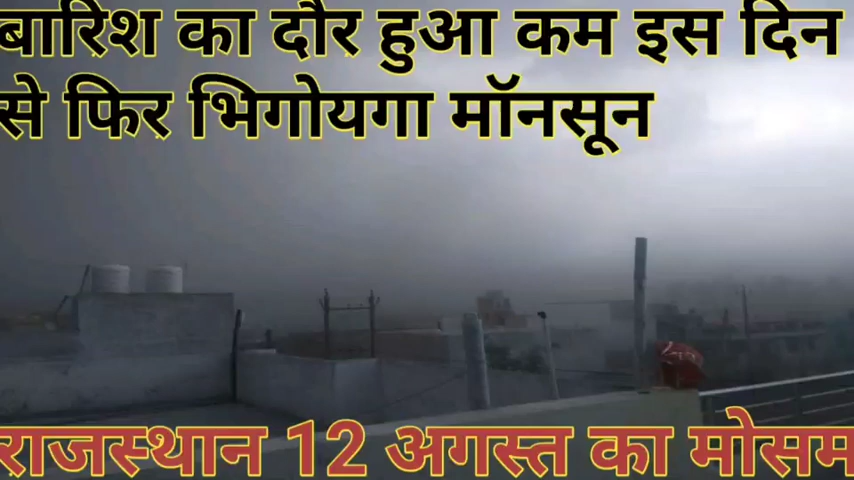 बारिश का दौर हुआ कम इस दिन
से फिर भिगोयगा मॉनसून
राजस्थान 12 अगस्त का मोसम